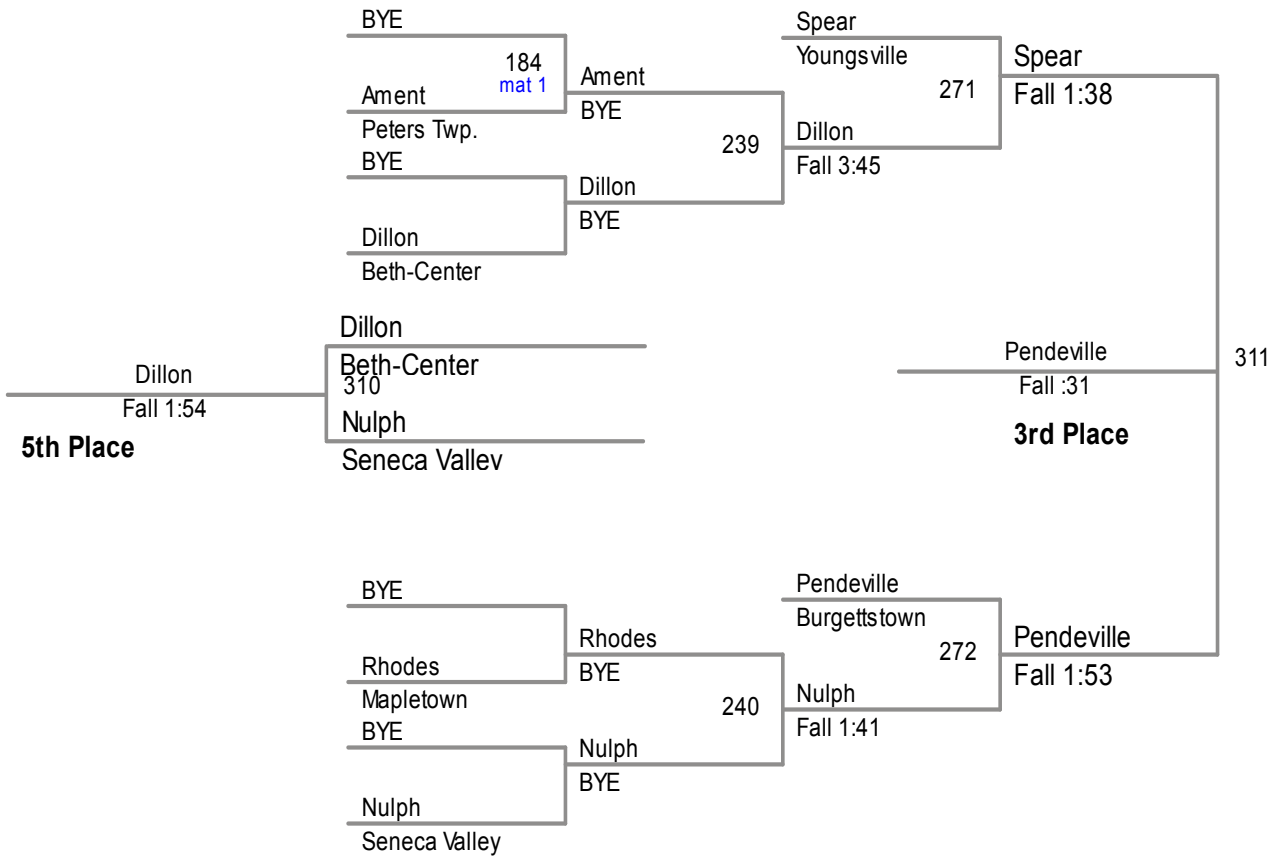 BYE
184
mat 1
Ament
Peters Twp.
BYE
Dillon
Beth-Center
Ament
BYE
239
Dillon
BYE
Spear
Youngsville
271
Dillon
Fall 3:45
Spear
Fall 1:38
Dillon
Beth-Center
310
Nulph
Seneca Valley
Dillon
Fall 1:54
5th Place
Pendeville
Fall :31
3rd Place
311
BYE
Rhodes
Mapletown
BYE
Nulph
Seneca Valley
Rhodes
BYE
240
Nulph
BYE
Pendeville
Burgettstown
272
Nulph
Fall 1:41
Pendeville
Fall 1:53